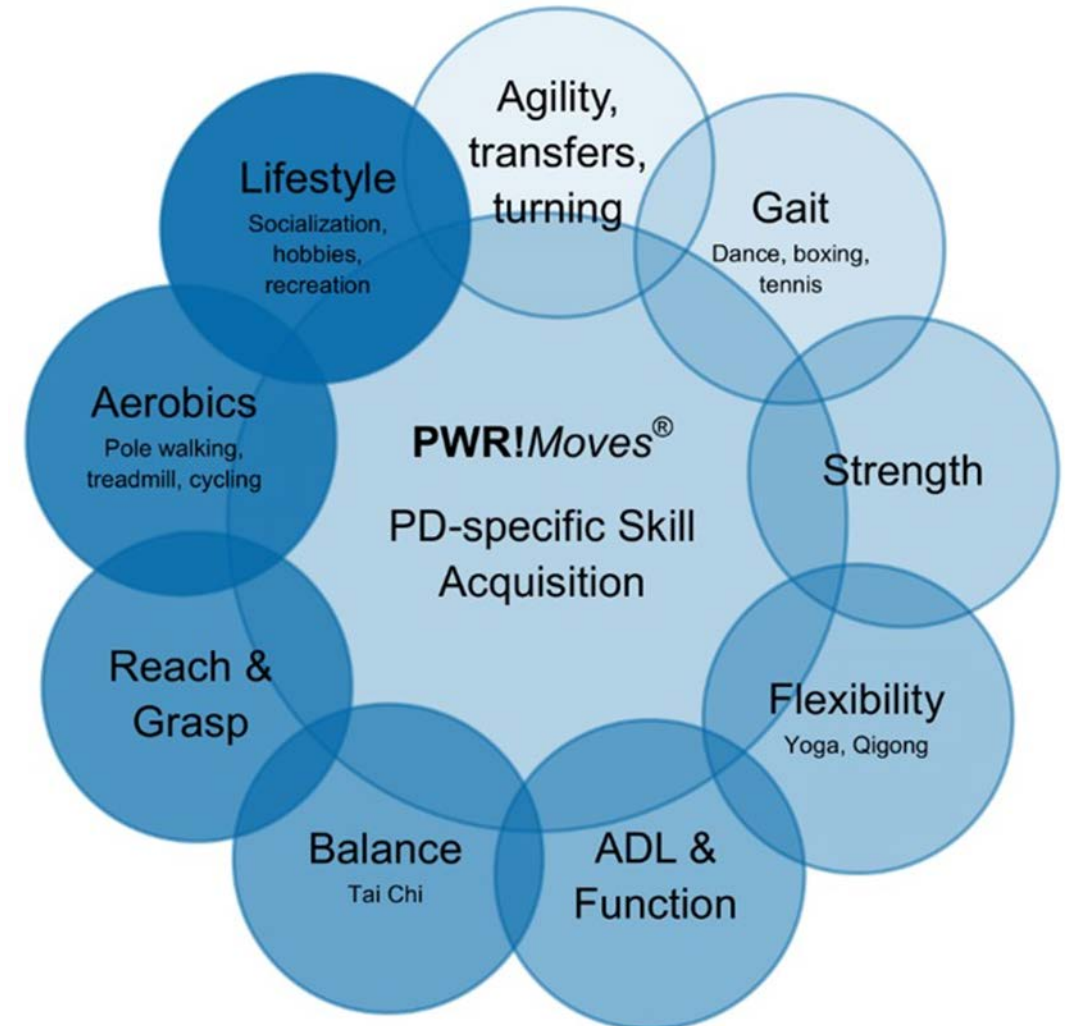 Agility,
transfers,
turning
Gait
Dance, boxing,
tennis
Strength
Flexibility
Yoga, Qigong
ADL &
Function
Balance
Tai Chi
Reach &
Grasp
Aerobics
Pole walking,
treadmill, cycling
Lifestyle
Socialization,
hobbies,
recreation
PWR!Moves®
PD-specific Skill
Acquisition